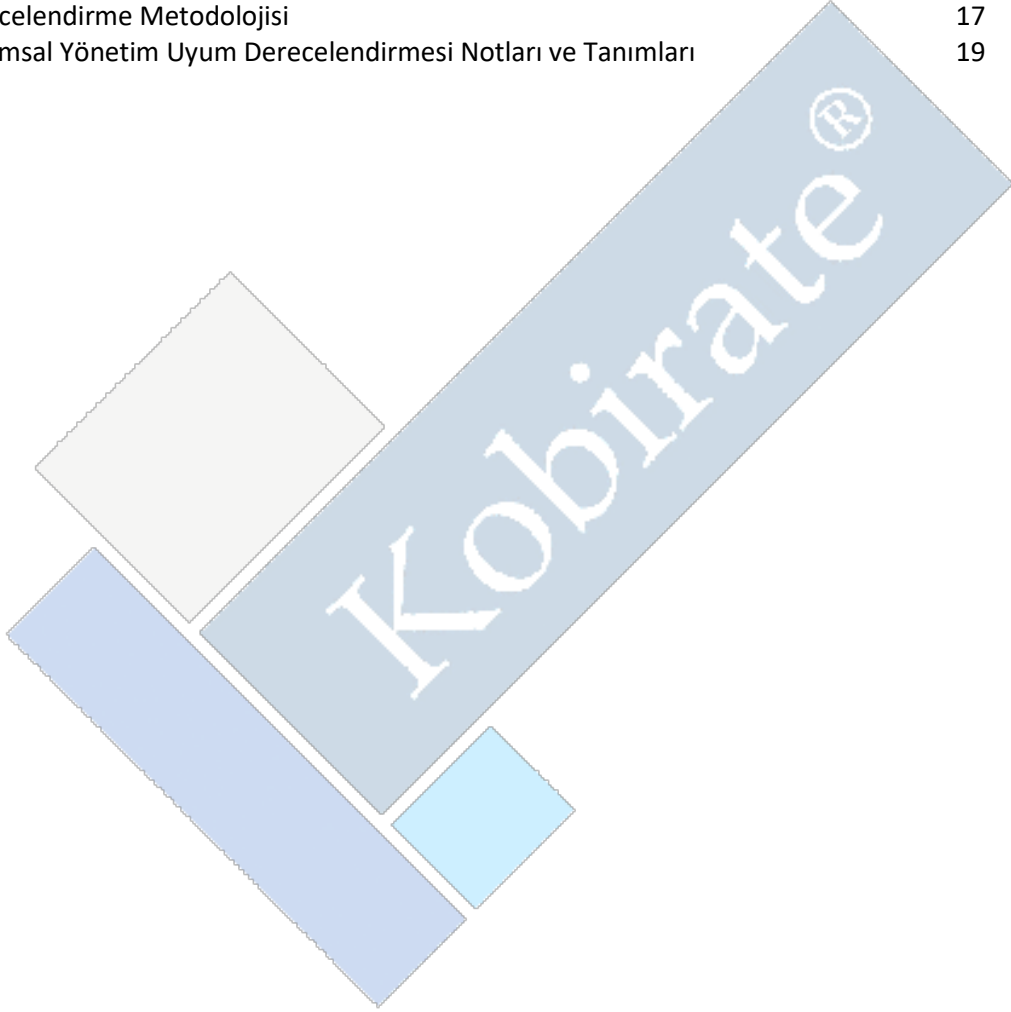 celendirme Metodolojisi 17
msal Yönetim Uyum Derecelendirmesi Notları ve Tanımları 19
Kobirate ®